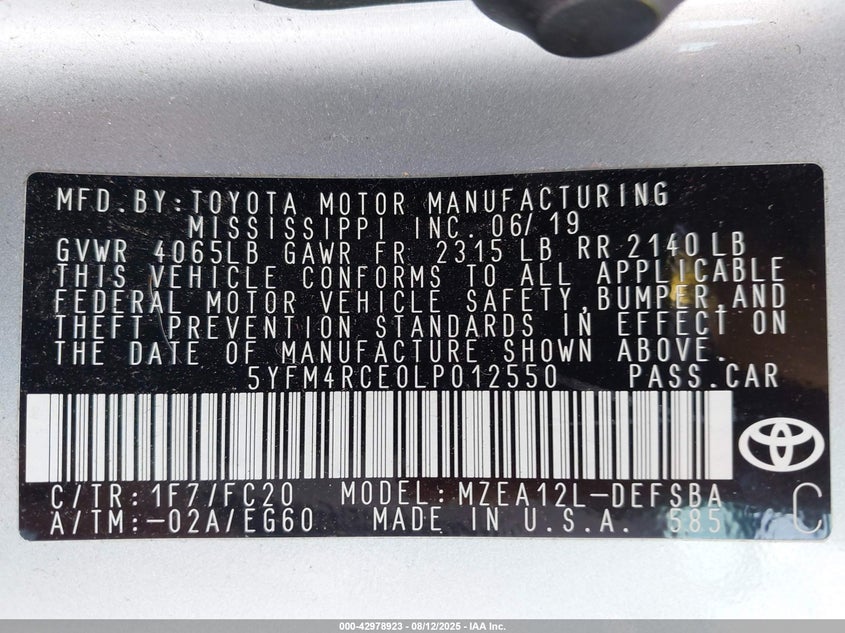 MFD.BY:TOYOTA MOTOR MANUFACTURING
MISSISSIPPI INC. 06/19
GVWR 4065LB GAWR FR 2315 LB RR 2140 LB
THIS VEHICLE CONFORMS TO ALL APPLICABLE
FEDERAL MOTOR VEHICLE SAFETY,BUMPER,AND
THEFT PREVENTION STANDARDS IN EFFECT ON
THE DATE OF MANUFACTURE SHOWN ABOVE.
5YFM4RCE0LP012550 PASS.CAR
C/TR:1F7/FC20 MODEL:MZEA12L-DEFSBA
A/TM:-02A/EG60 MADE IN U.S.A. 585 C
000-42978923 - 08/12/2025 - IAA Inc.